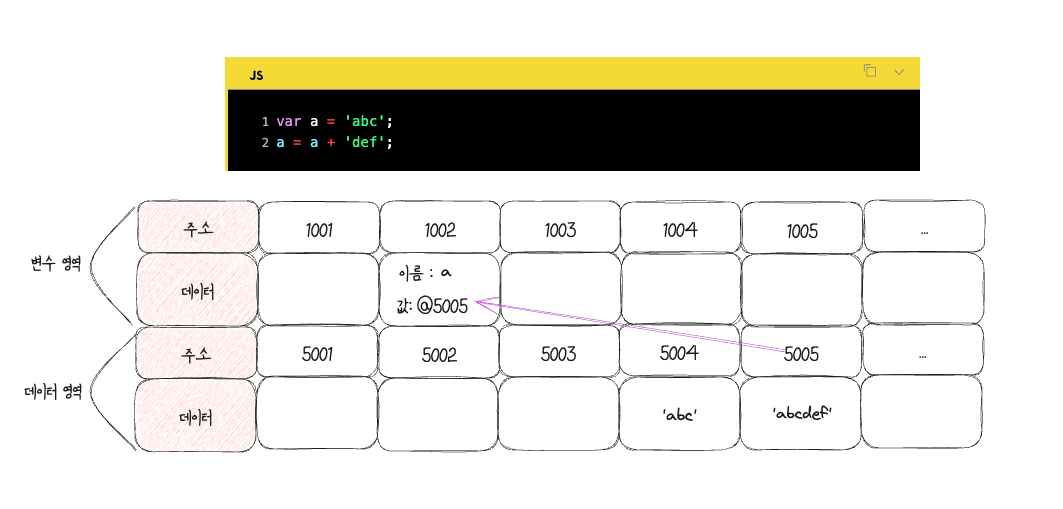 JS
1 var a = 'abc';
2 a = a + 'def';
변수 영역
주소 1001 1002 1003 1004 1005 ...
데이터
이름 : a
값: @5005
데이터 영역
주소 5001 5002 5003 5004 5005 ...
데이터 'abc' 'abcdef'